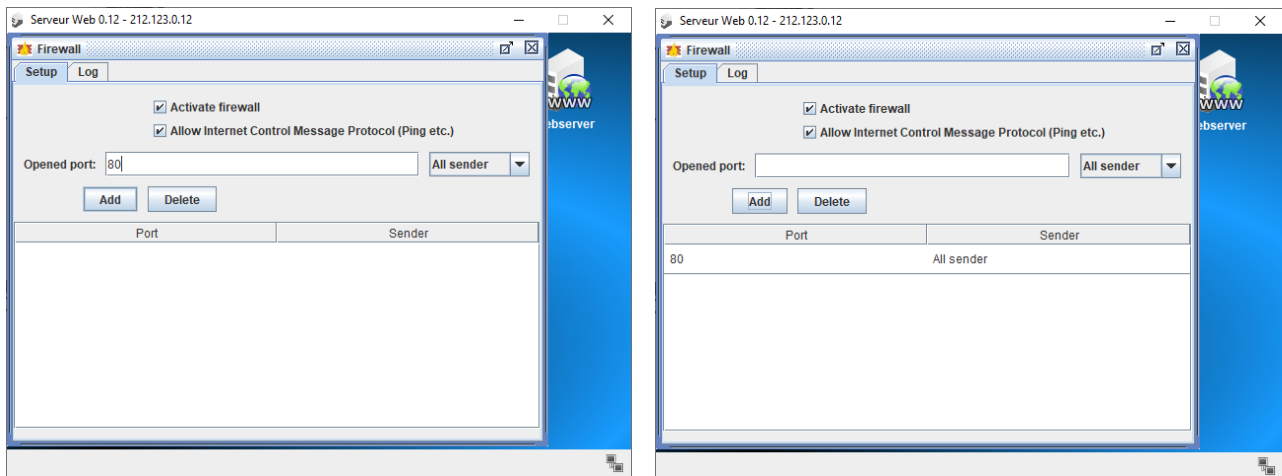 Serveur Web 0.12 - 212.123.0.12
Firewall
Setup Log
Activate firewall
Allow Internet Control Message Protocol (Ping etc.)
Opened port: 80 All sender
Add Delete
Port Sender
WWW
ebserver
Serveur Web 0.12 - 212.123.0.12
Firewall
Setup Log
Activate firewall
Allow Internet Control Message Protocol (Ping etc.)
Opened port: All sender
Add Delete
Port Sender
80 All sender
WWW
ebserver